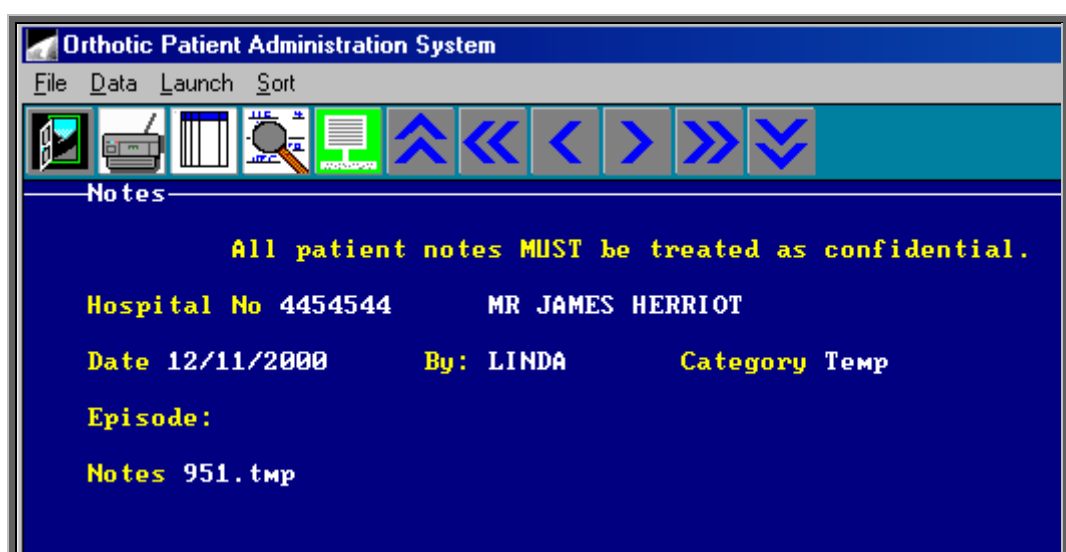 Orthotic Patient Administration System
File Data Launch Sort
Notes
All patient notes MUST be treated as confidential.
Hospital No 4454544 MR JAMES HERRIOT
Date 12/11/2000 By: LINDA Category Temp
Episode:
Notes 951.tmp